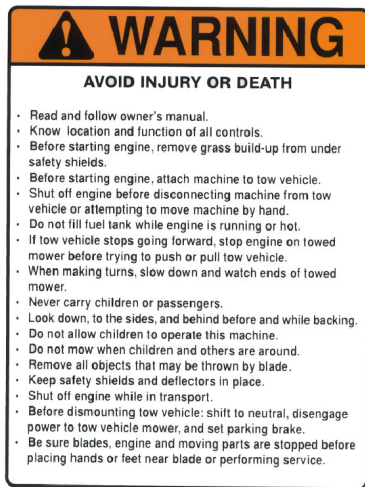 WARNING
AVOID INJURY OR DEATH
· Read and follow owner's manual.
· Know location and function of all controls.
· Before starting engine, remove grass build-up from under
safety shields.
· Before starting engine, attach machine to tow vehicle.
· Shut off engine before disconnecting machine from tow
vehicle or attempting to move machine by hand.
· Do not fill fuel tank while engine is running or hot.
· If tow vehicle stops going forward, stop engine on towed
mower before trying to push or pull tow vehicle.
· When making turns, slow down and watch ends of towed
mower.
· Never carry children or passengers.
· Look down, to the sides, and behind before and while backing.
· Do not allow children to operate this machine.
· Do not mow when children and others are around.
· Remove all objects that may be thrown by blade.
· Keep safety shields and deflectors in place.
· Shut off engine while in transport.
· Before dismounting tow vehicle: shift to neutral, disengage
power to tow vehicle mower, and set parking brake.
· Be sure blades, engine and moving parts are stopped before
placing hands or feet near blade or performing service.